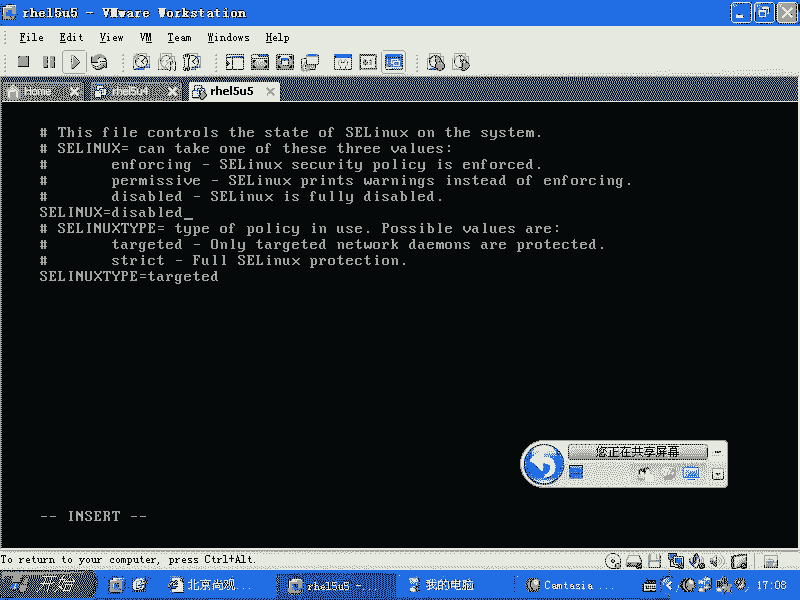 rhel5u5 - VMware Workstation
File Edit View VM Team Windows Help
Home rhel5u4 rhel5u5
# This file controls the state of SELinux on the system.
# SELINUX= can take one of these three values:
#       enforcing - SELinux security policy is enforced.
#       permissive - SELinux prints warnings instead of enforcing.
#       disabled - SELinux is fully disabled.
SELINUX=disabled_
# SELINUXTYPE= type of policy in use. Possible values are:
#       targeted - Only targeted network daemons are protected.
#       strict - Full SELinux protection.
SELINUXTYPE=targeted
您正在共享屏幕
-- INSERT --
To return to your computer, press Ctrl+Alt.
开始 北京尚观... rhel5u5 -... 我的电脑 Camtasia ... 17:08